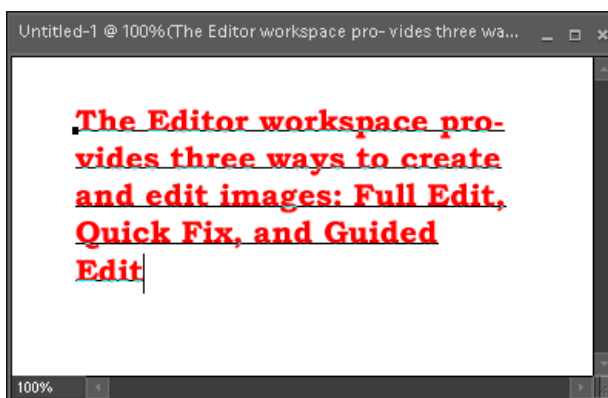 Untitled-1 @ 100%(The Editor workspace pro- vides three wa...
The Editor workspace pro-
vides three ways to create
and edit images: Full Edit,
Quick Fix, and Guided
Edit
100%